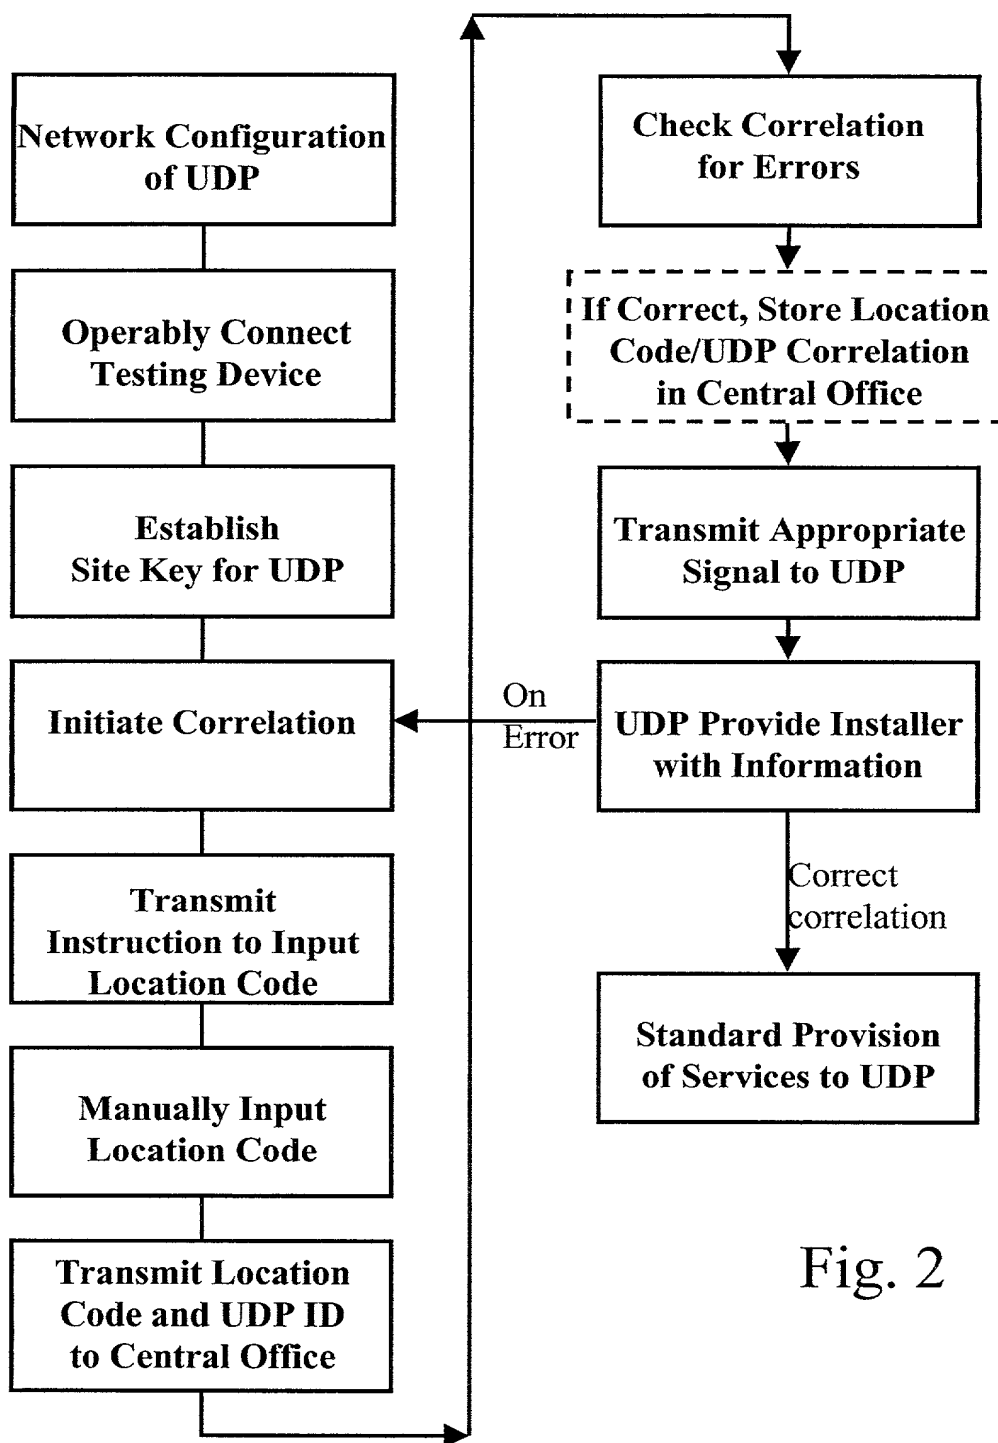 Network Configuration
of UDP
Operably Connect
Testing Device
Establish
Site Key for UDP
Initiate Correlation
Transmit
Instruction to Input
Location Code
Manually Input
Location Code
Transmit Location
Code and UDP ID
to Central Office
Check Correlation
for Errors
If Correct, Store Location
Code/UDP Correlation
in Central Office
Transmit Appropriate
Signal to UDP
UDP Provide Installer
with Information
On
Error
Correct
correlation
Standard Provision
of Services to UDP
Fig. 2